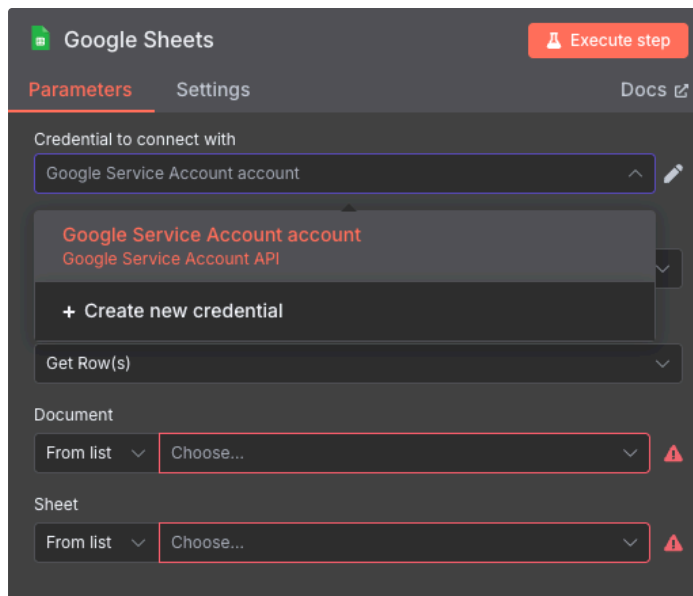 Google Sheets
Execute step
Parameters
Settings
Docs
Credential to connect with
Google Service Account account
Google Service Account account
Google Service Account API
+ Create new credential
Get Row(s)
Document
From list
Choose...
Sheet
From list
Choose...